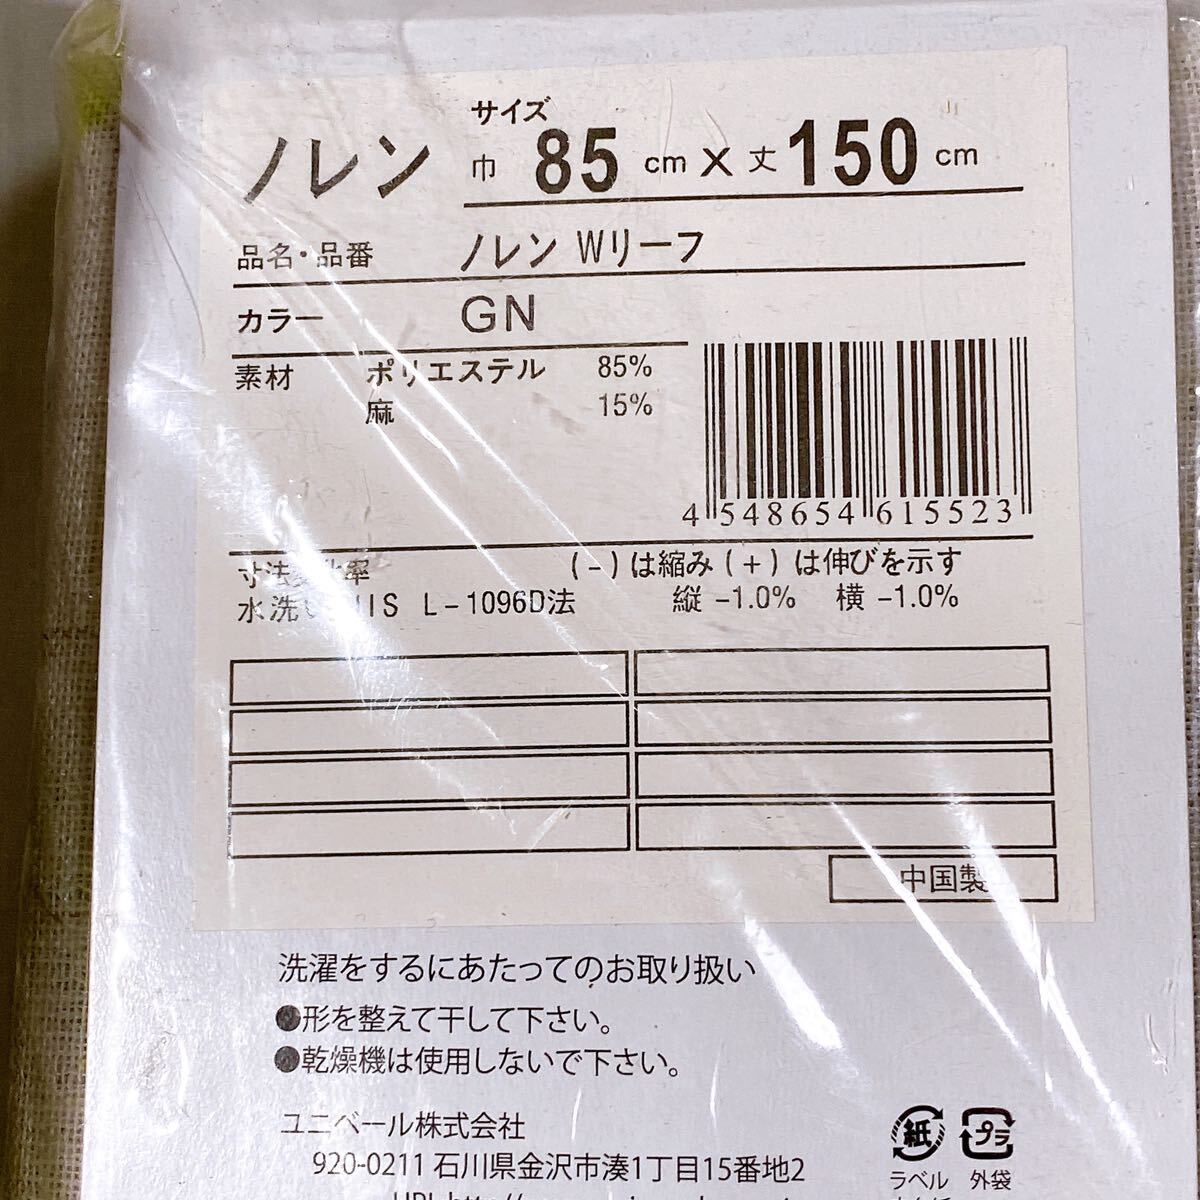 ノレン サイズ 巾 85 cm × 丈 150 cm
品名・品番 ノレン Wリーフ
カラー GN
素材 ポリエステル 85%
麻 15%
4 548654 615523
寸法 率 (-)は縮み(+)は伸びを示す
水洗 JIS L-1096D法 縦 -1.0% 横 -1.0%
中国製
洗濯をするにあたってのお取り扱い
●形を整えて干して下さい。
●乾燥機は使用しないで下さい。
ユニベール株式会社
920-0211 石川県金沢市湊1丁目15番地2
紙 プラ
ラベル 外袋